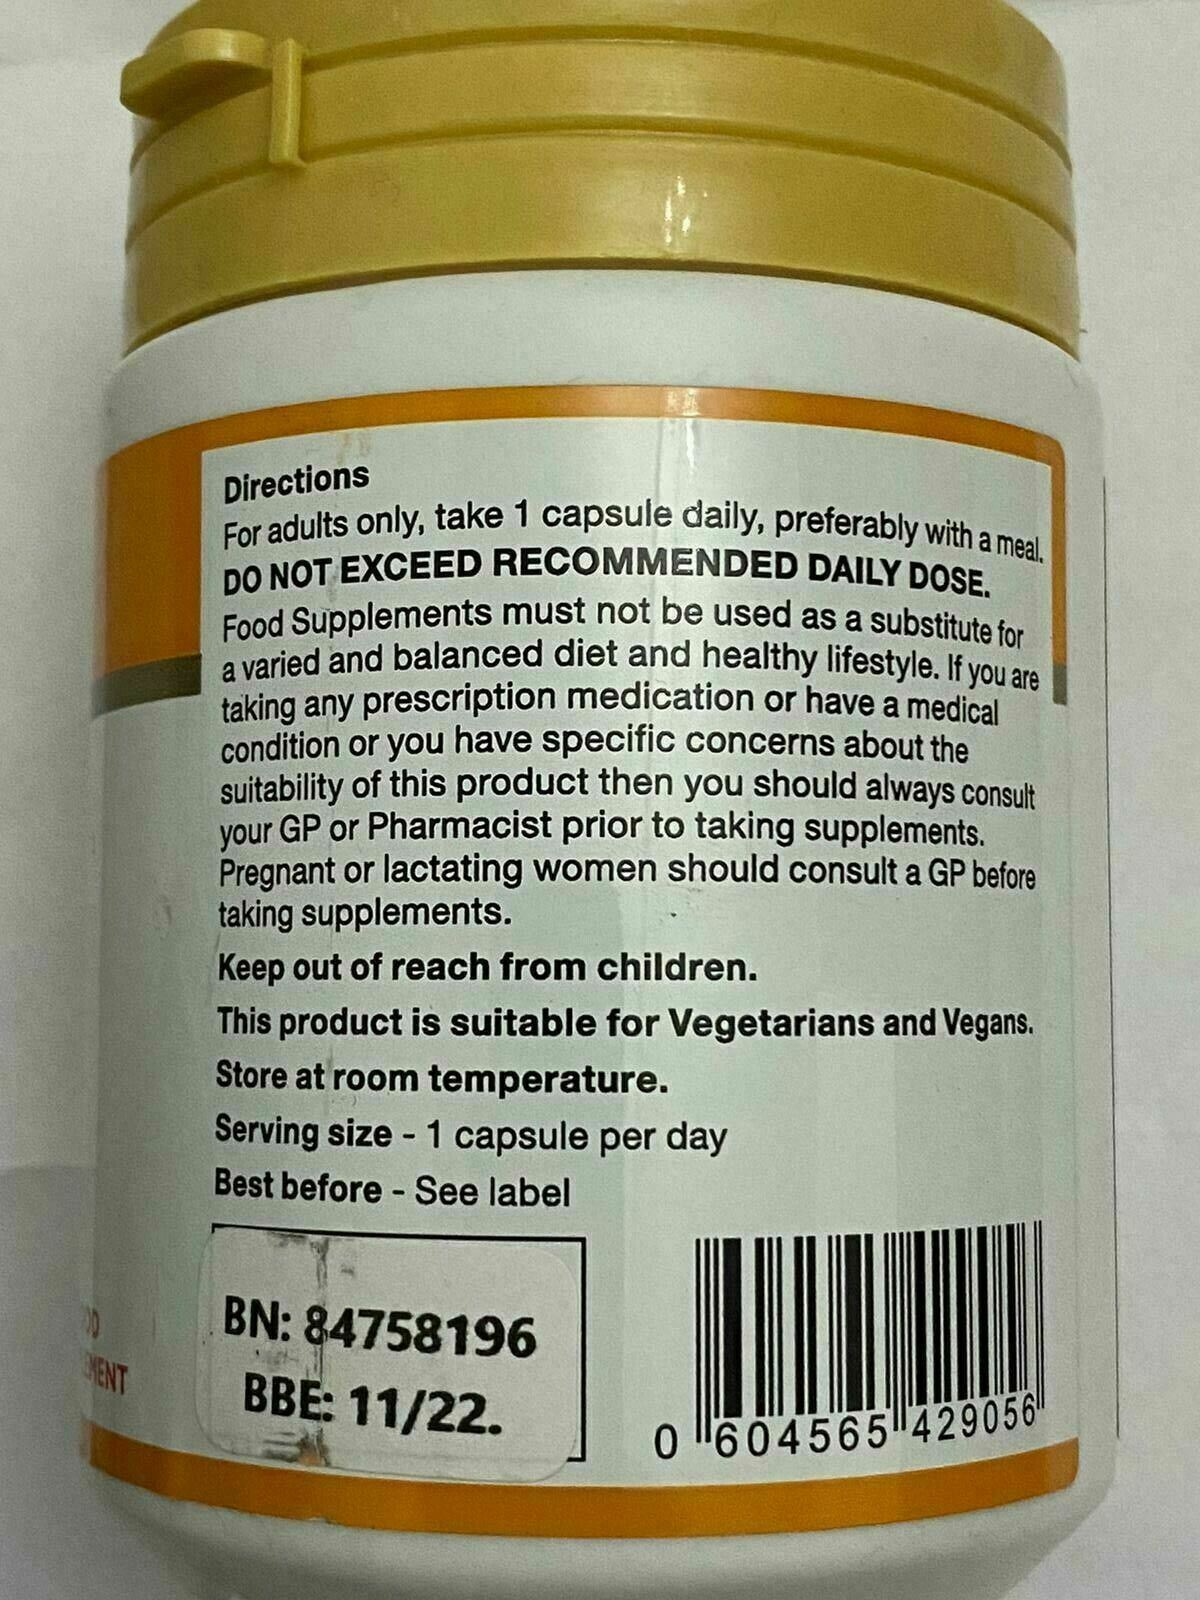 Directions
For adults only, take 1 capsule daily, preferably with a meal.
DO NOT EXCEED RECOMMENDED DAILY DOSE.
Food Supplements must not be used as a substitute for
a varied and balanced diet and healthy lifestyle. If you are
taking any prescription medication or have a medical
condition or you have specific concerns about the
suitability of this product then you should always consult
your GP or Pharmacist prior to taking supplements.
Pregnant or lactating women should consult a GP before
taking supplements.
Keep out of reach from children.
This product is suitable for Vegetarians and Vegans.
Store at room temperature.
Serving size - 1 capsule per day
Best before - See label
BN: 84758196
BBE: 11/22.
0 604565 429056